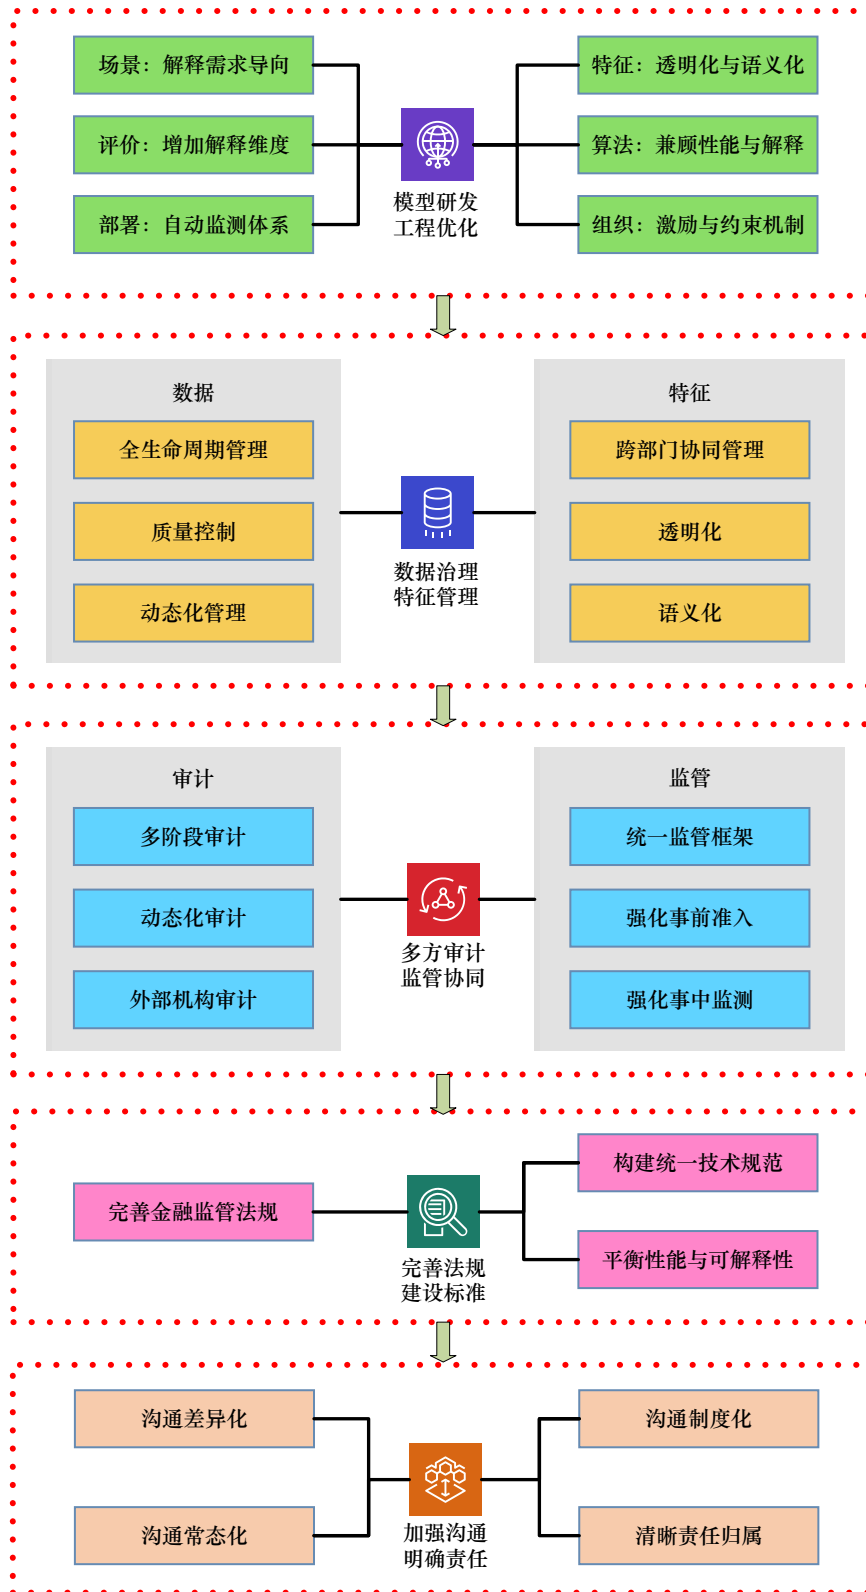 场景：解释需求导向
评价：增加解释维度
部署：自动监测体系
模型研发
工程优化
特征：透明化与语义化
算法：兼顾性能与解释
组织：激励与约束机制
数据
全生命周期管理
质量控制
动态化管理
数据治理
特征管理
特征
跨部门协同管理
透明化
语义化
审计
多阶段审计
动态化审计
外部机构审计
多方审计
监管协同
监管
统一监管框架
强化事前准入
强化事中监测
完善金融监管法规
完善法规
建设标准
构建统一技术规范
平衡性能与可解释性
沟通差异化
沟通常态化
加强沟通
明确责任
沟通制度化
清晰责任归属